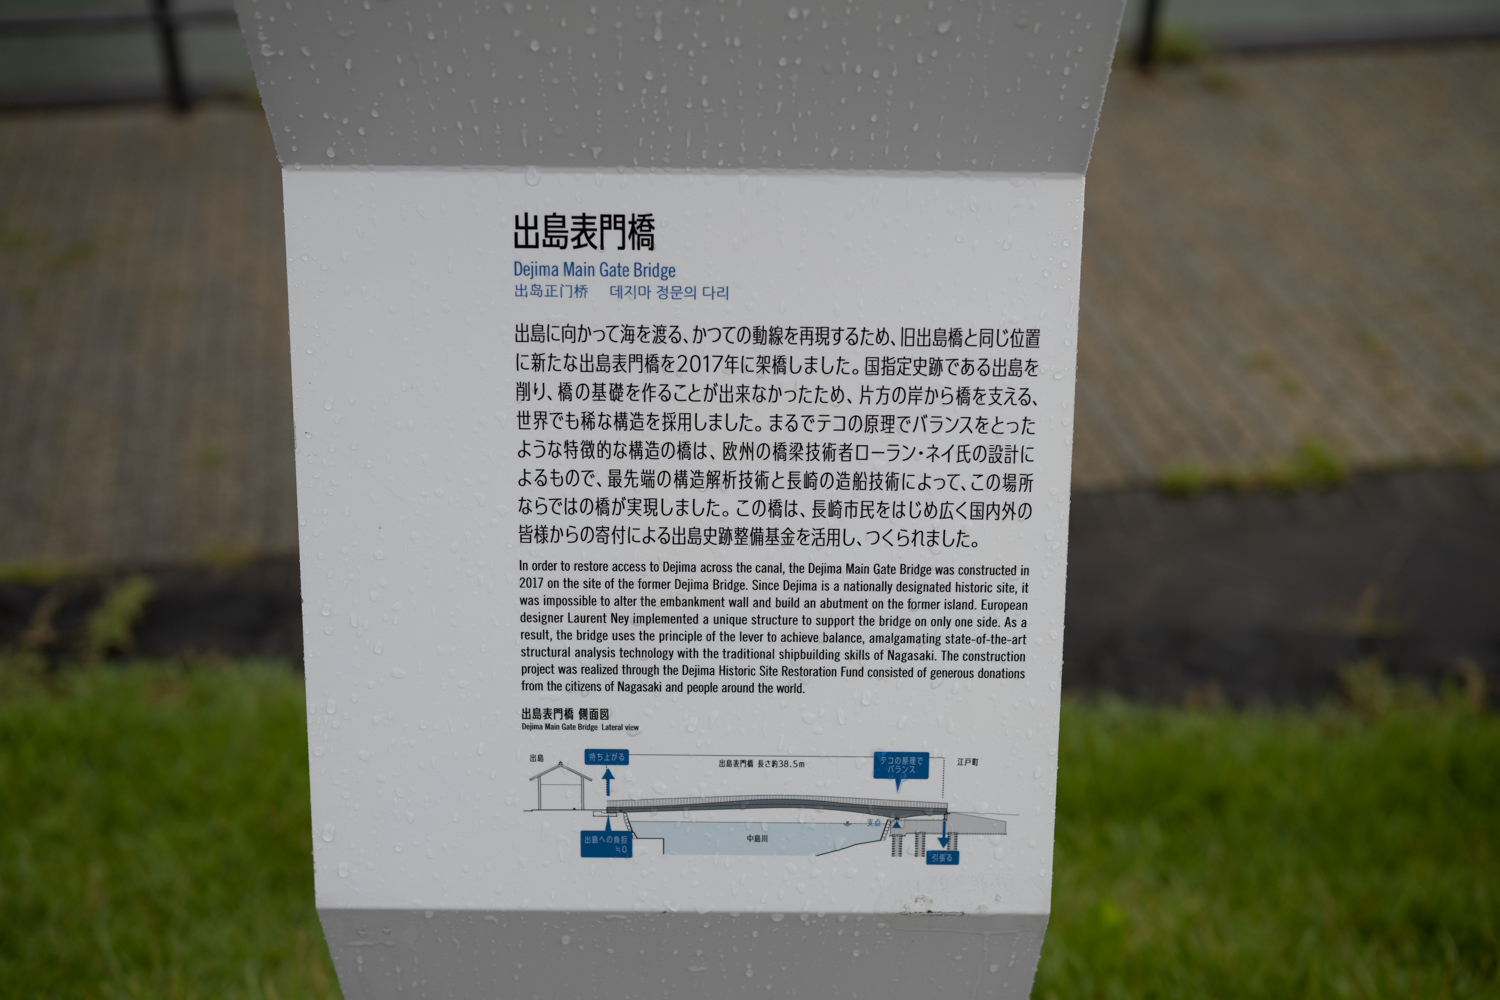 出島表門橋
Dejima Main Gate Bridge
出岛正门桥　데지마 정문의 다리
出島に向かって海を渡る、かつての動線を再現するため、旧出島橋と同じ位置
に新たな出島表門橋を2017年に架橋しました。国指定史跡である出島を
削り、橋の基礎を作ることが出来なかったため、片方の岸から橋を支える、
世界でも稀な構造を採用しました。まるでテコの原理でバランスをとった
ような特徴的な構造の橋は、欧州の橋梁技術者ローラン・ネイ氏の設計に
よるもので、最先端の構造解析技術と長崎の造船技術によって、この場所
ならではの橋が実現しました。この橋は、長崎市民をはじめ広く国内外の
皆様からの寄付による出島史跡整備基金を活用し、つくられました。
In order to restore access to Dejima across the canal, the Dejima Main Gate Bridge was constructed in
2017 on the site of the former Dejima Bridge. Since Dejima is a nationally designated historic site, it
was impossible to alter the embankment wall and build an abutment on the former island. European
designer Laurent Ney implemented a unique structure to support the bridge on only one side. As a
result, the bridge uses the principle of the lever to achieve balance, amalgamating state-of-the-art
structural analysis technology with the traditional shipbuilding skills of Nagasaki. The construction
project was realized through the Dejima Historic Site Restoration Fund consisted of generous donations
from the citizens of Nagasaki and people around the world.
出島表門橋 側面図
Dejima Main Gate Bridge Lateral view
出島
持ち上がる
出島表門橋 長さ約38.5m
テコの原理で
バランス
江戸町
支点
中島川
出島への負担
≒0
引張る